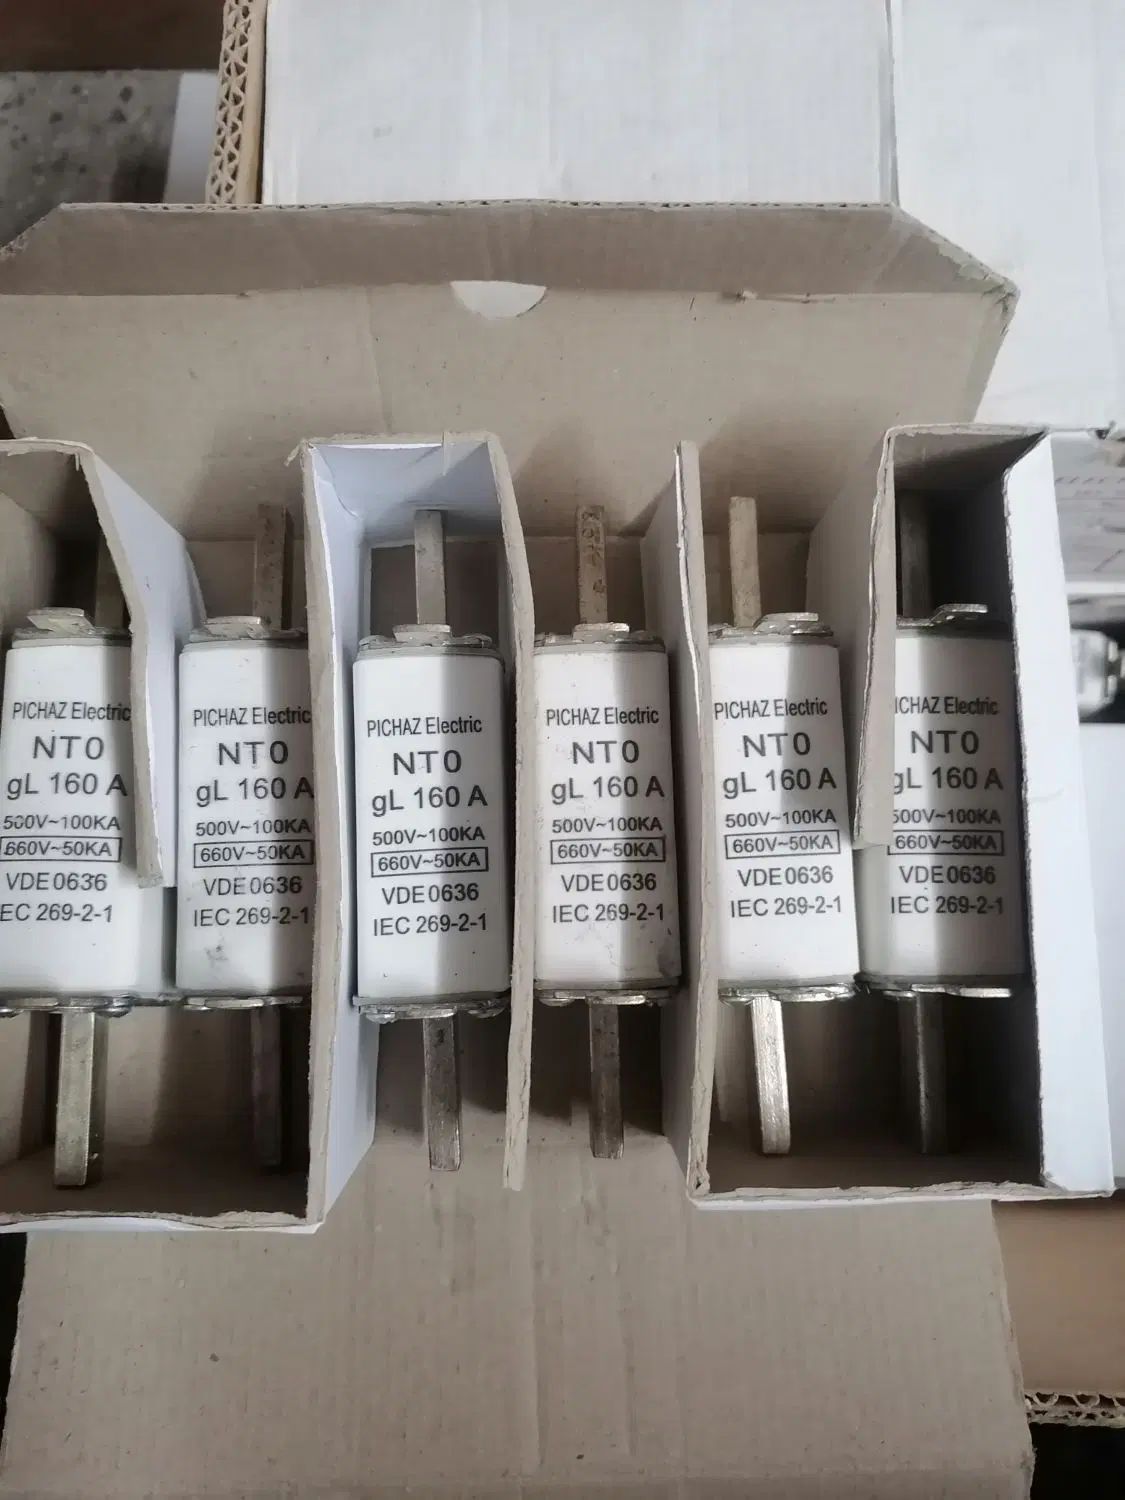 PICHAZ Electric
NT0
gL 160 A
500V~100KA
660V~50KA
VDE 0636
EC 269-2-1
PICHAZ Electric
NT0
gL 160 A
500V~100KA
660V~50KA
VDE 0636
IEC 269-2-1
PICHAZ Electric
NT0
gL 160 A
500V~100KA
660V~50KA
VDE 0636
IEC 269-2-1
PICHAZ Electric
NT0
gL 160 A
500V~100KA
660V~50KA
VDE 0636
IEC 269-2-1
PICHAZ Electric
NT0
gL 160 A
500V~100KA
660V~50KA
VDE 0636
IEC 269-2-1
ICHAZ Electric
NT0
gL 160 A
500V~100KA
660V~50KA
VDE 0636
IEC 269-2-1